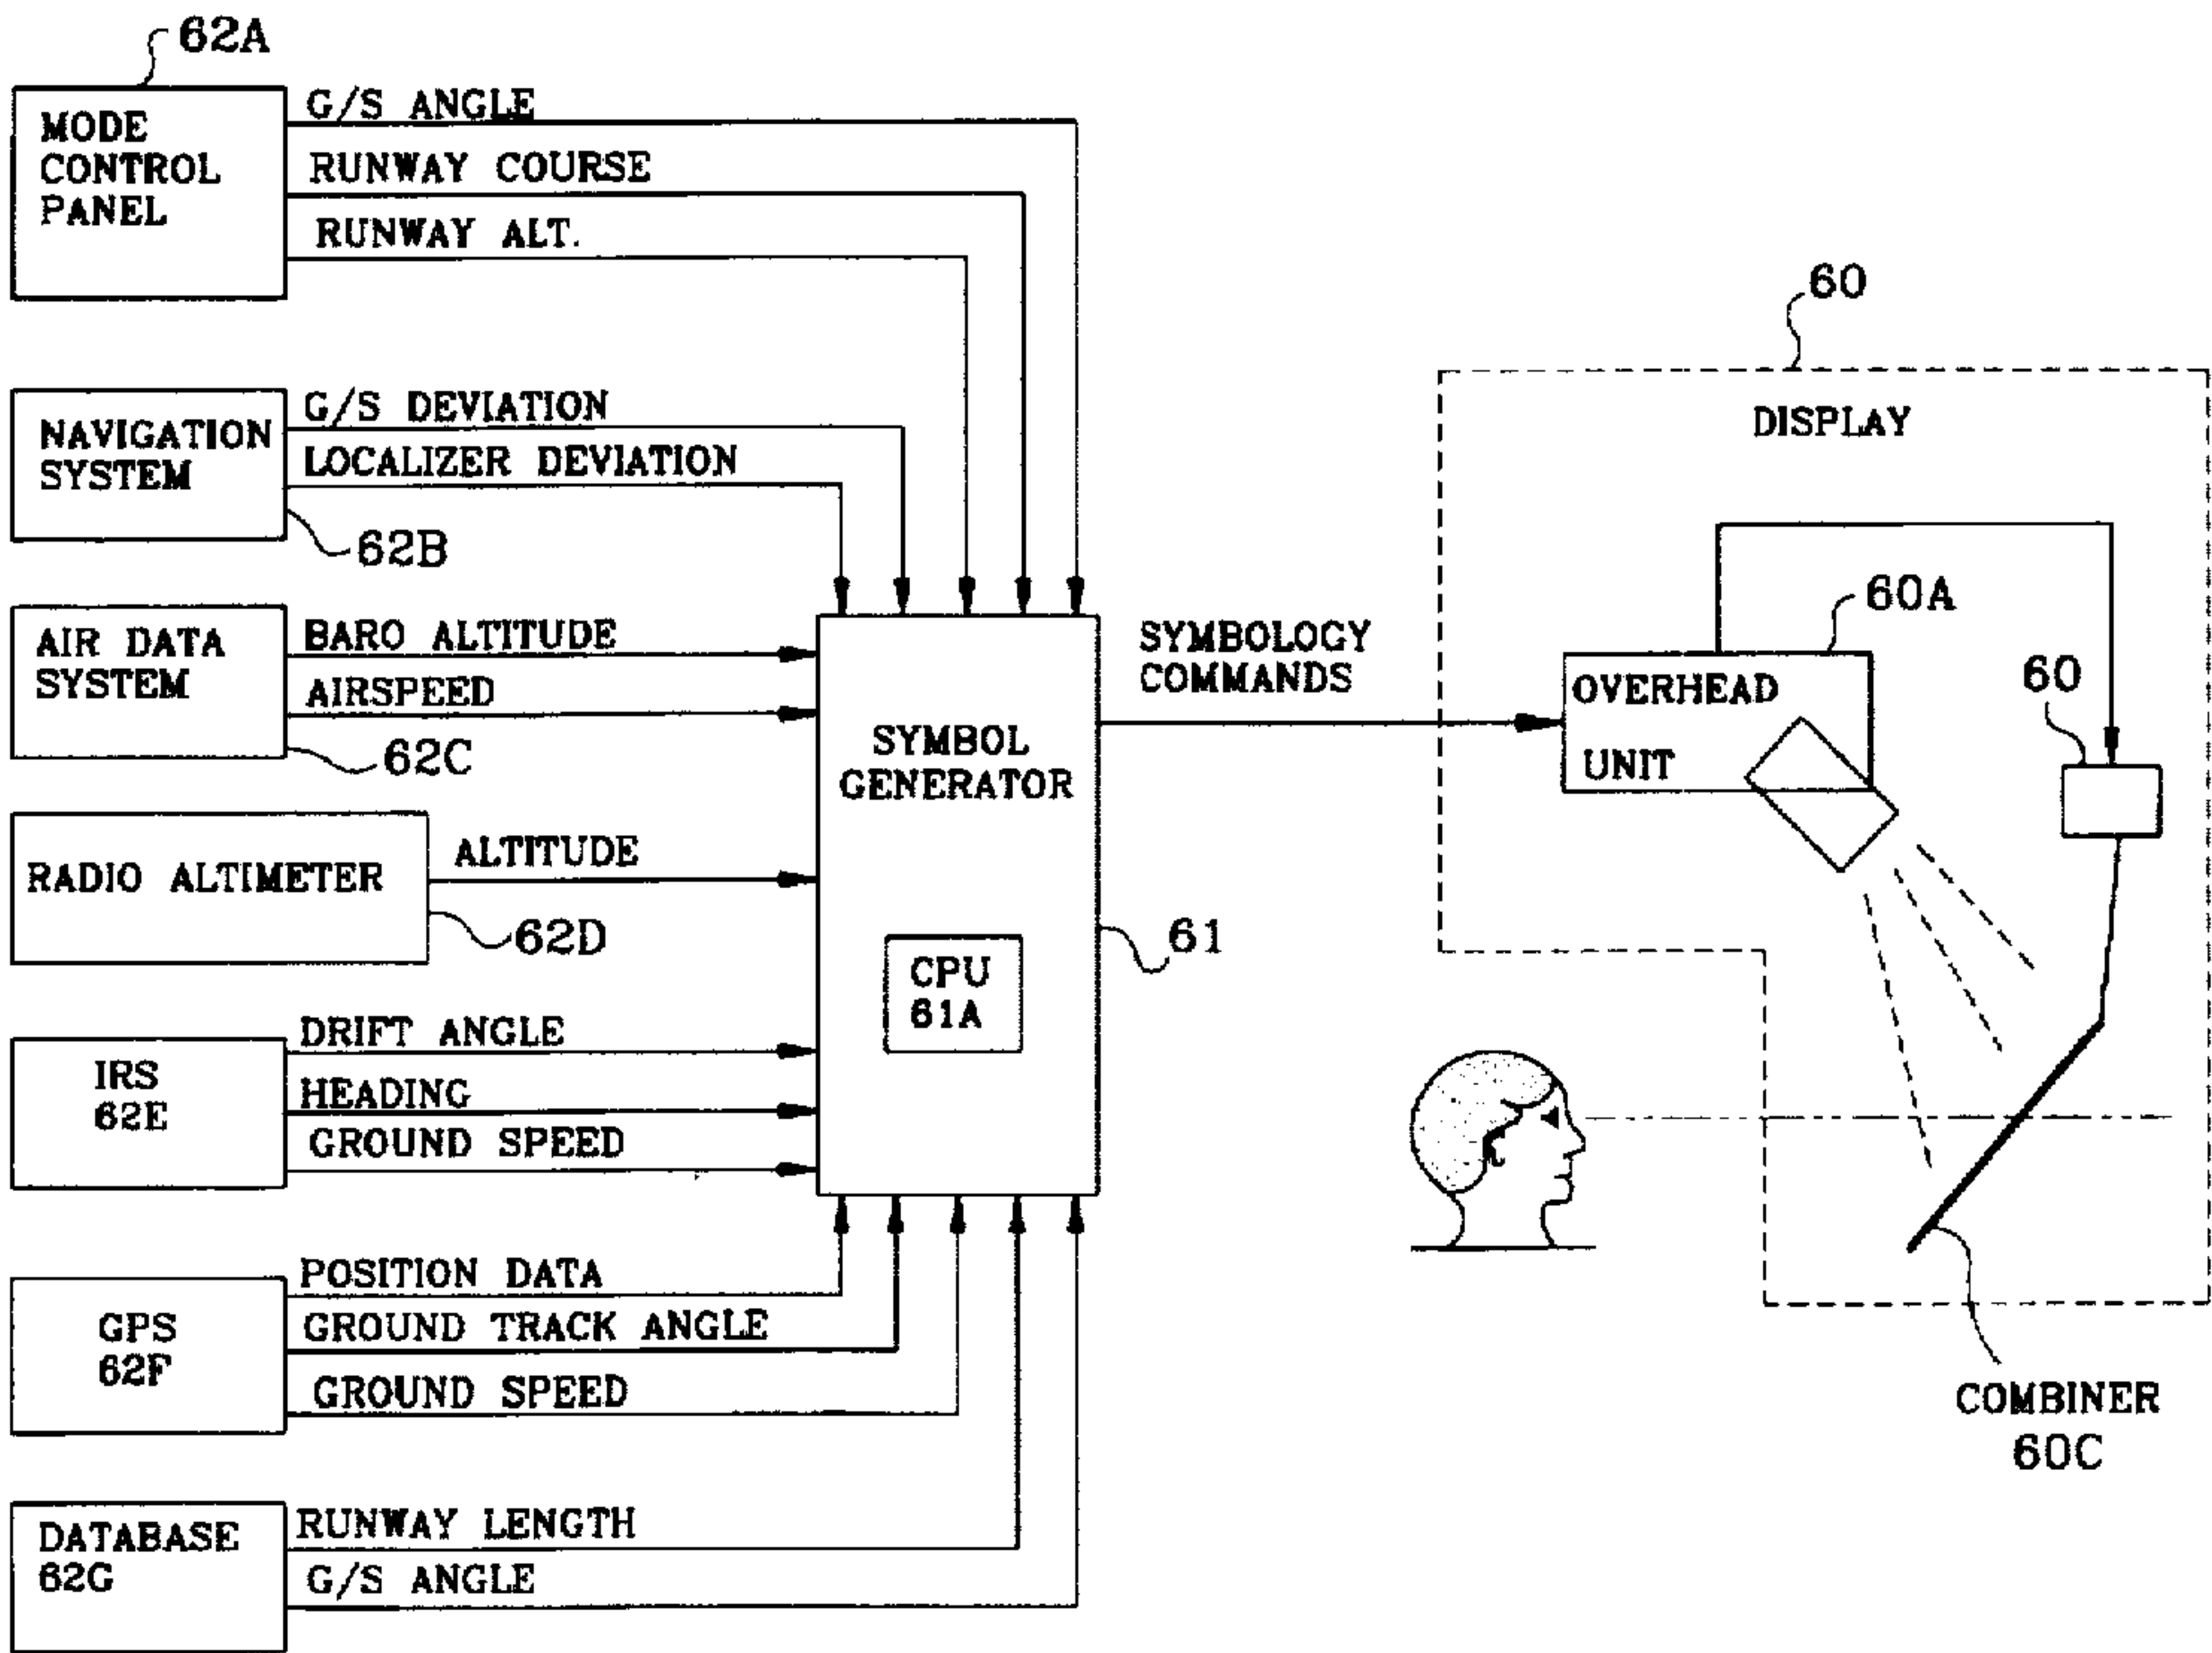 62A
MODE
CONTROL
PANEL
G/S ANGLE
RUNWAY COURSE
RUNWAY ALT.
NAVIGATION
SYSTEM
G/S DEVIATION
LOCALIZER DEVIATION
62B
AIR DATA
SYSTEM
BARO ALTITUDE
AIRSPEED
62C
RADIO ALTIMETER
ALTITUDE
62D
IRS
62E
DRIFT ANGLE
HEADING
GROUND SPEED
GPS
62F
POSITION DATA
GROUND TRACK ANGLE
GROUND SPEED
DATABASE
62G
RUNWAY LENGTH
G/S ANGLE
SYMBOL
GENERATOR
CPU
61A
61
SYMBOLOGY
COMMANDS
60
DISPLAY
60A
OVERHEAD
UNIT
60
COMBINER
60C